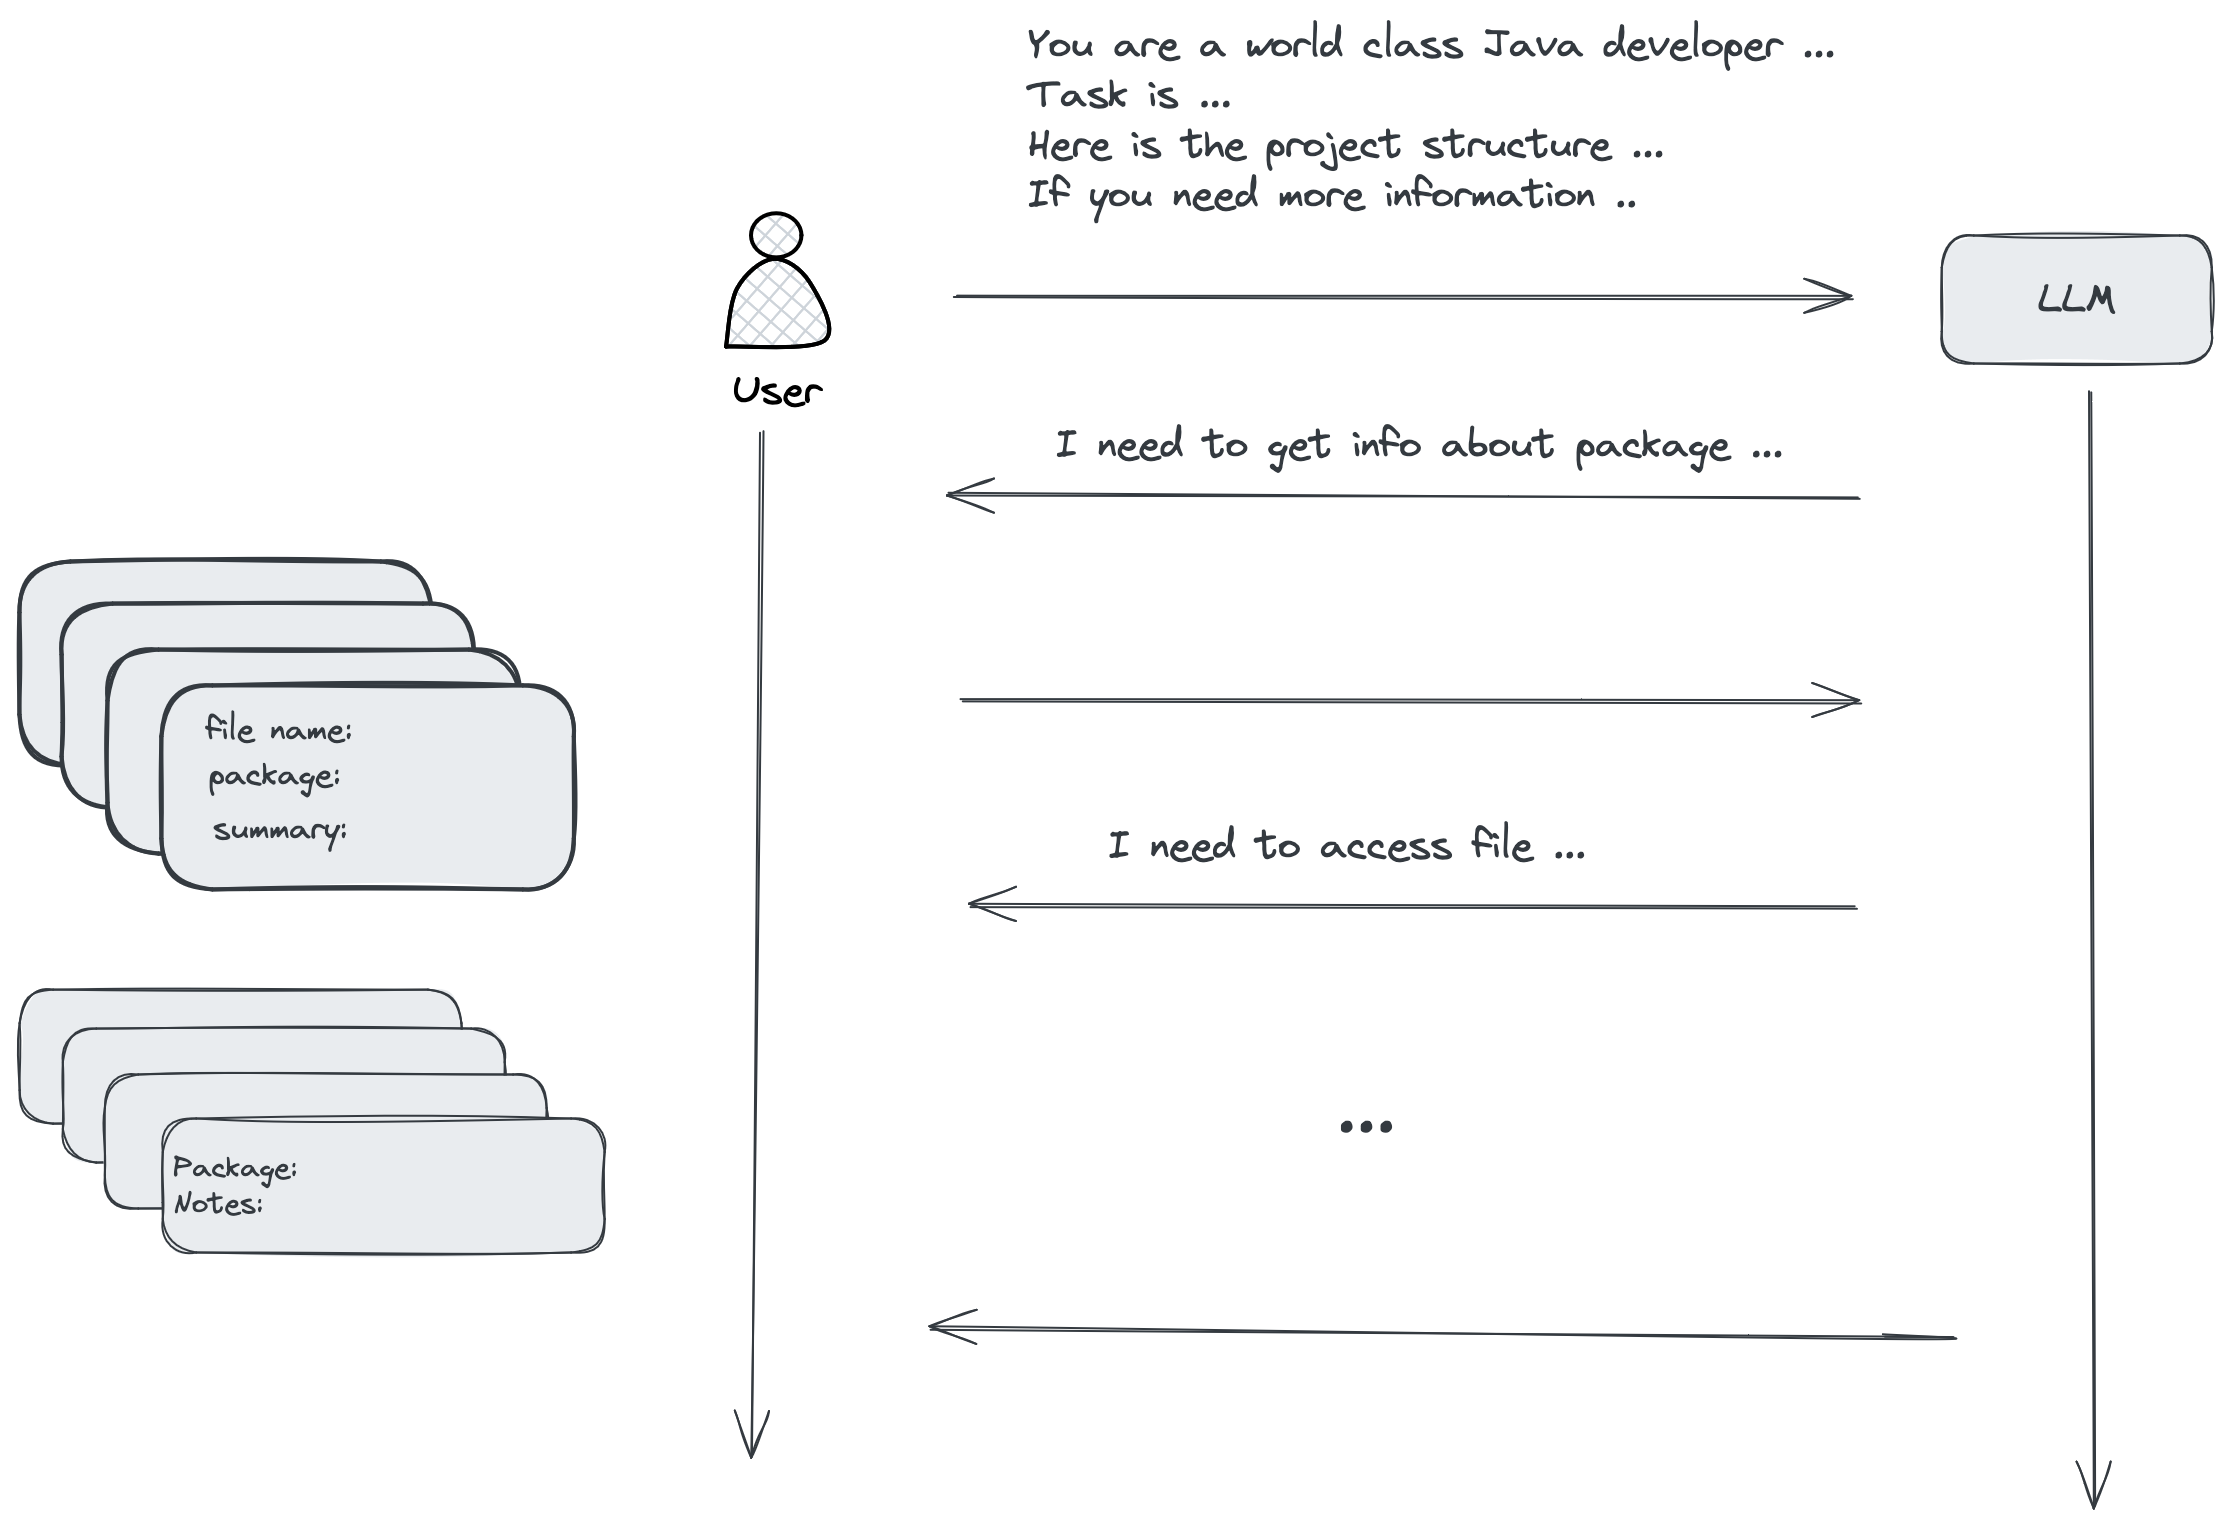 You are a world class Java developer ...
Task is ...
Here is the project structure ...
If you need more information ..
User
LLM
I need to get info about package ...
file name:
package:
summary:
I need to access file ...
...
Package:
Notes: